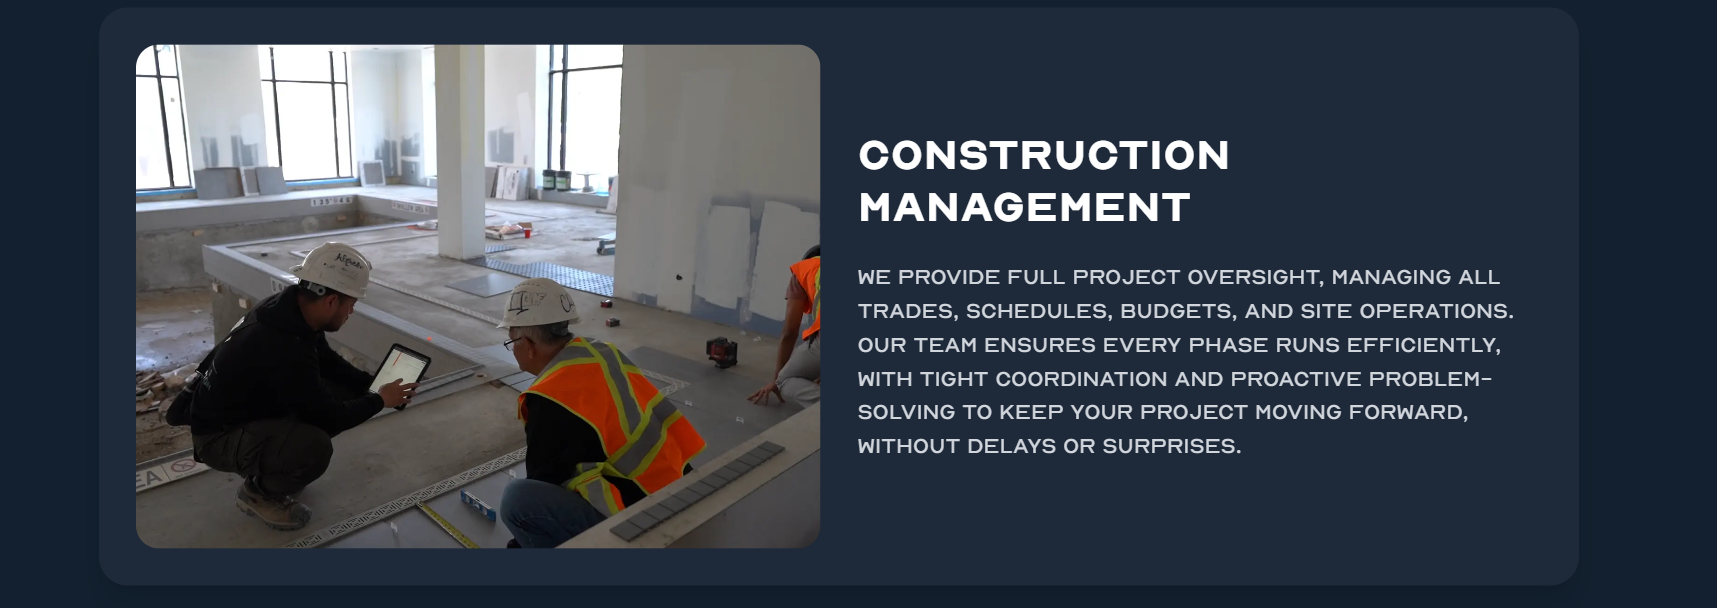 CONSTRUCTION
MANAGEMENT
WE PROVIDE FULL PROJECT OVERSIGHT, MANAGING ALL
TRADES, SCHEDULES, BUDGETS, AND SITE OPERATIONS.
OUR TEAM ENSURES EVERY PHASE RUNS EFFICIENTLY,
WITH TIGHT COORDINATION AND PROACTIVE PROBLEM-
SOLVING TO KEEP YOUR PROJECT MOVING FORWARD,
WITHOUT DELAYS OR SURPRISES.